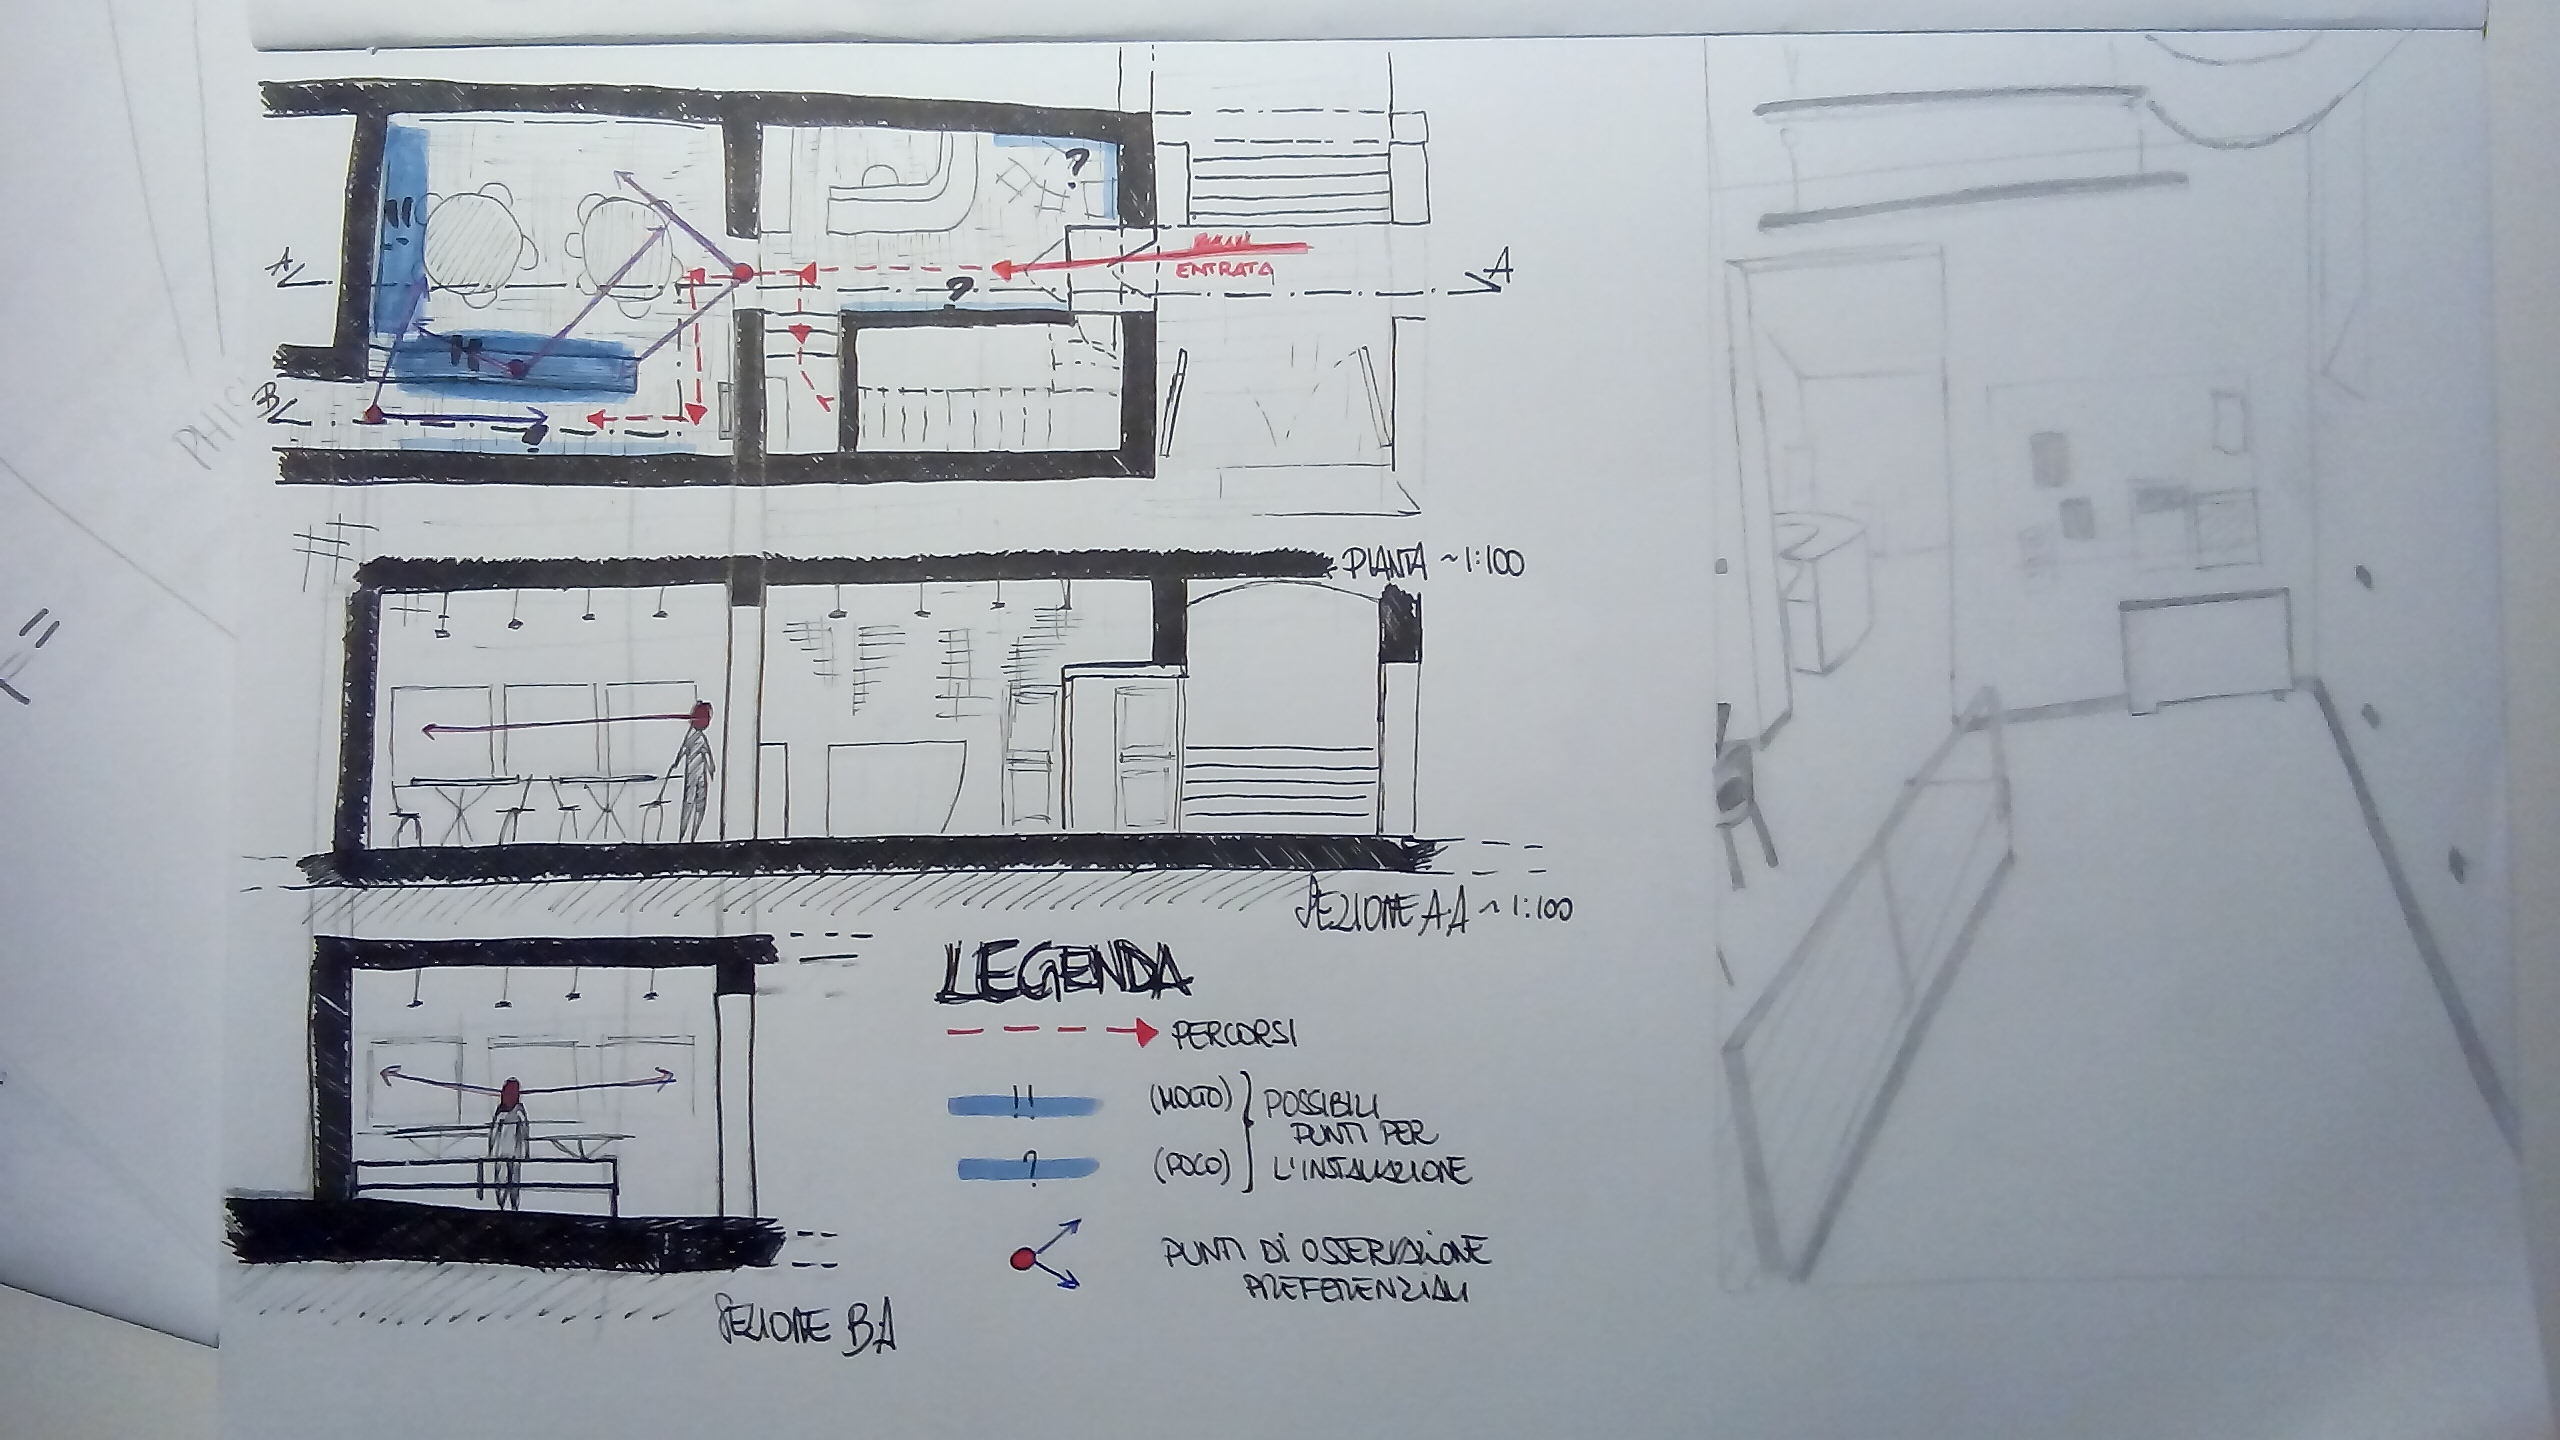 !!
?
A
ENTRATA
?
A
!!
B
?
PIANTA ~1:100
SEZIONE A.A ~1:100
LEGENDA
PERCORSI
!! (MOLTO) POSSIBILI
PUNTI PER
? (POCO) L'INSTALLAZIONE
PUNTI DI OSSERVAZIONE
PREFERENZIALI
SEZIONE BA